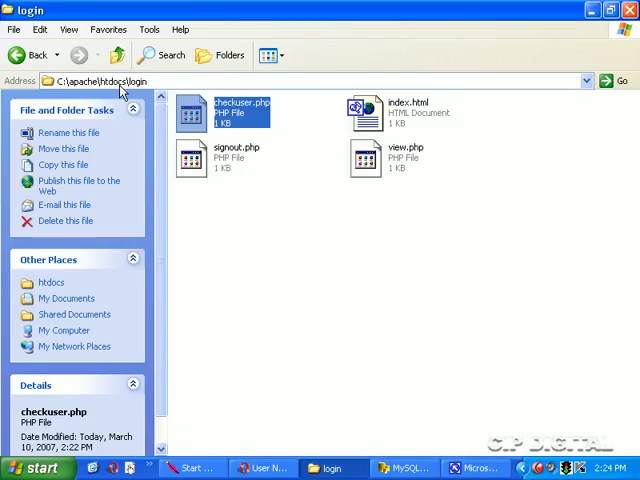 login
File Edit View Favorites Tools Help
Back Search Folders
Address C:\apache\htdocs\login Go
File and Folder Tasks
Rename this file
Move this file
Copy this file
Publish this file to the
Web
E-mail this file
Delete this file
Other Places
htdocs
My Documents
Shared Documents
My Computer
My Network Places
Details
checkuser.php
PHP File
Date Modified: Today, March
10, 2007, 2:22 PM
checkuser.php
PHP File
1 KB
index.html
HTML Document
1 KB
signout.php
PHP File
1 KB
view.php
PHP File
1 KB
CIP DIGITAL
start Start ... User N... login MySQL... Micros... 2:24 PM